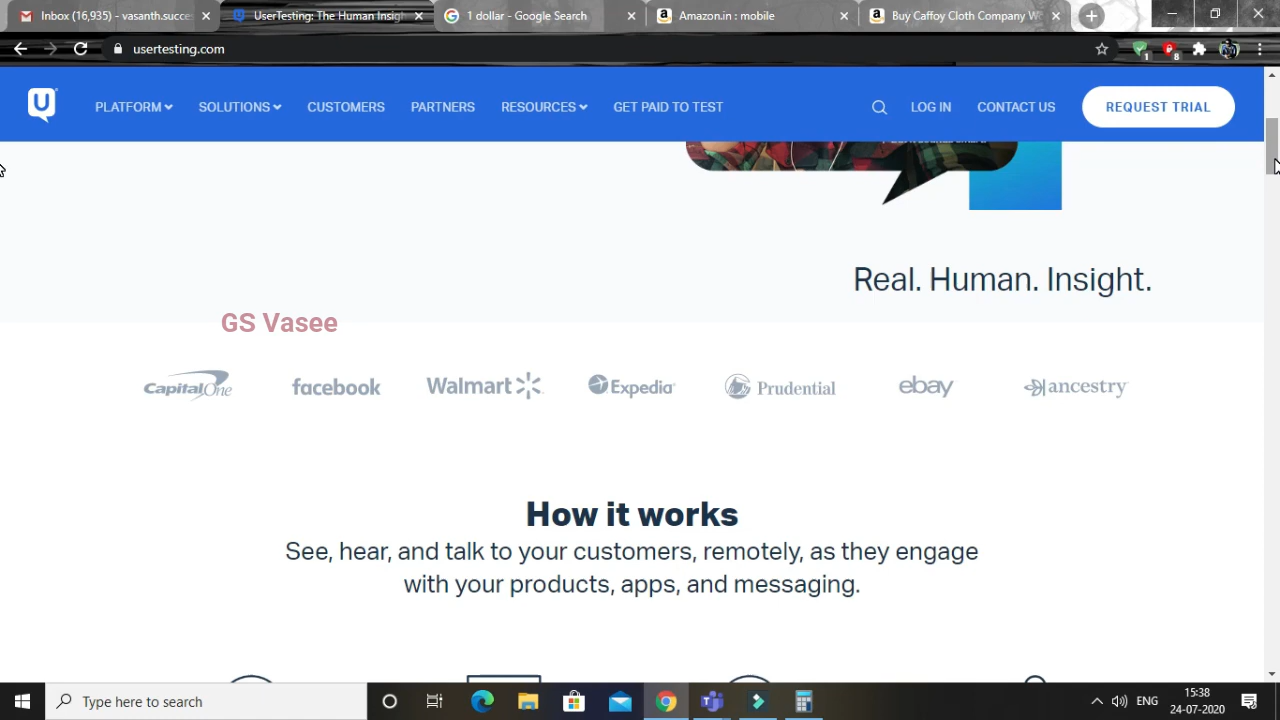 Inbox (16,935) - vasanth.succes
UserTesting: The Human Insigh
1 dollar - Google Search
Amazon.in : mobile
Buy Caffoy Cloth Company W
usertesting.com
1
8
U
PLATFORM
SOLUTIONS
CUSTOMERS
PARTNERS
RESOURCES
GET PAID TO TEST
LOG IN
CONTACT US
REQUEST TRIAL
Real. Human. Insight.
GS Vasee
Capital One
facebook
Walmart
Expedia
Prudential
ebay
ancestry
How it works
See, hear, and talk to your customers, remotely, as they engage
with your products, apps, and messaging.
Type here to search
ENG
15:38
24-07-2020